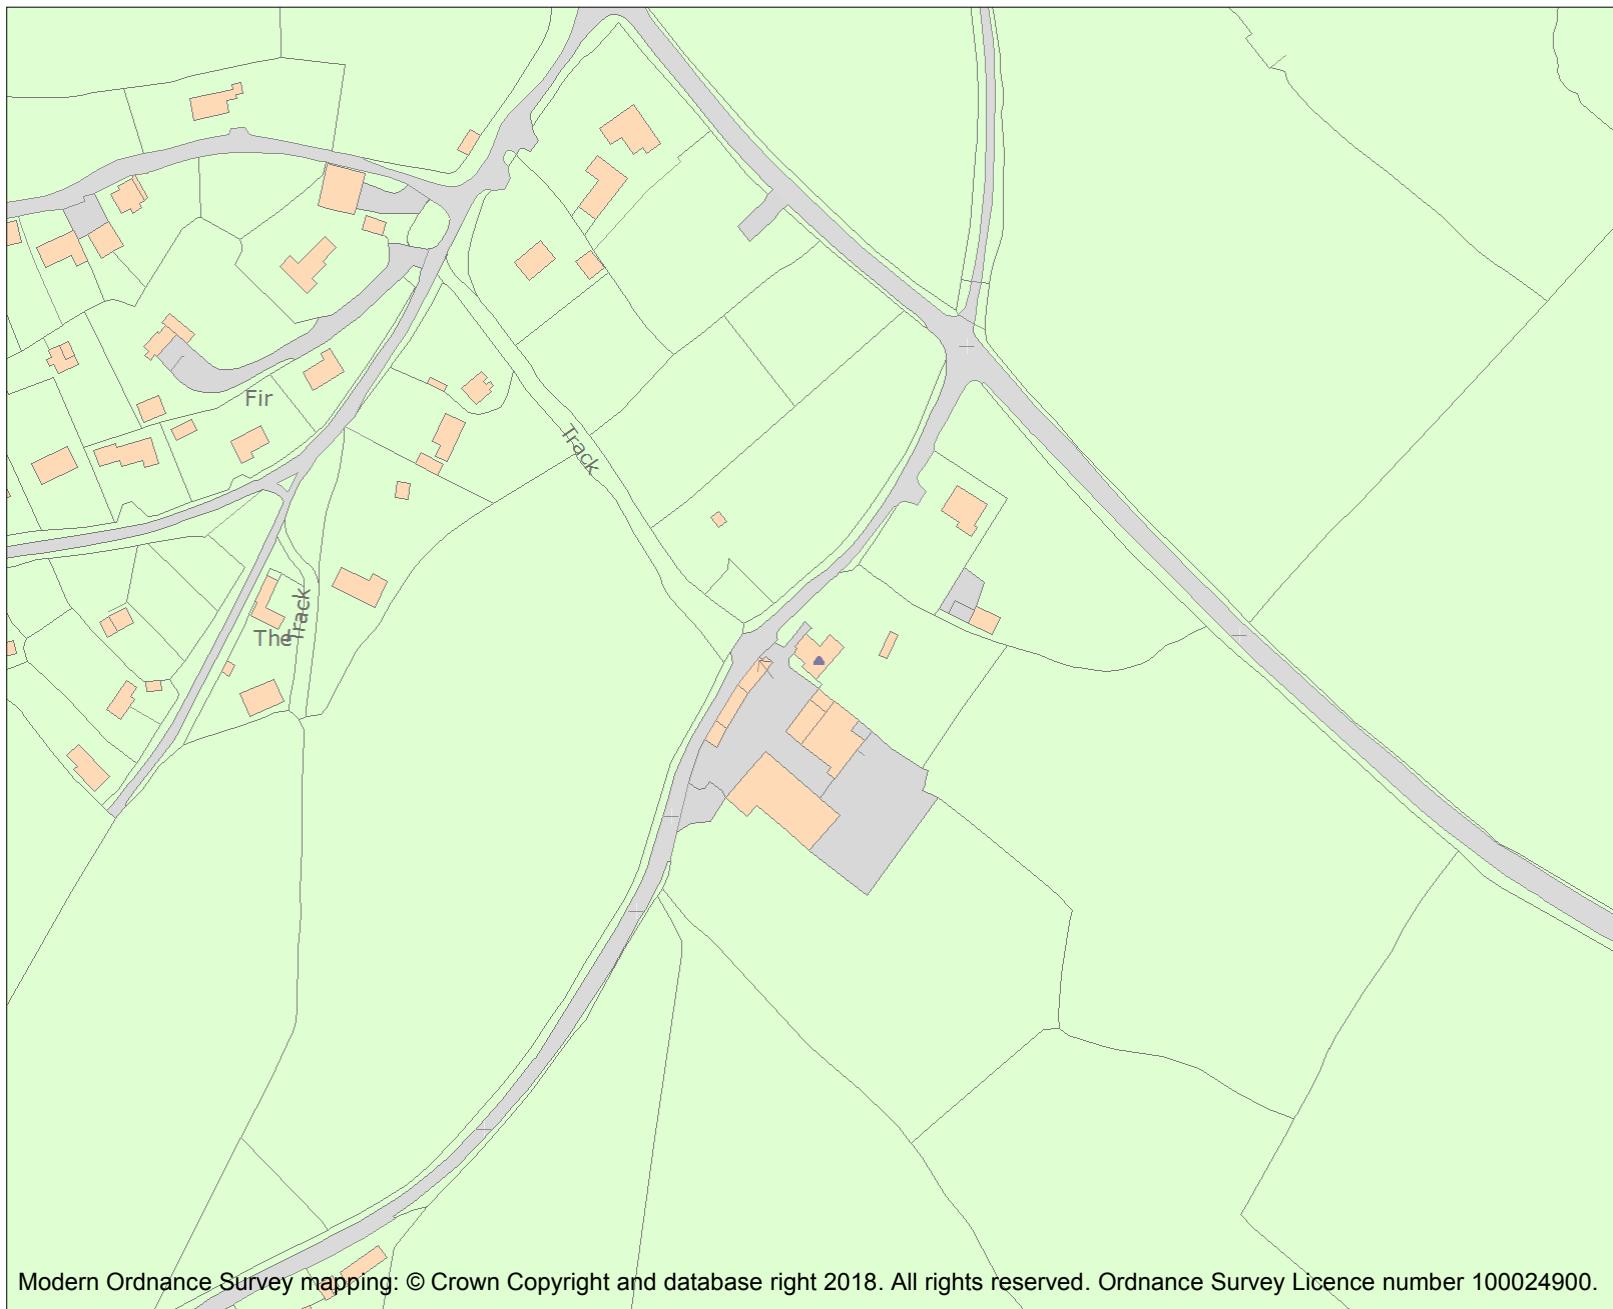 Fir
Track
Track
The
Modern Ordnance Survey mapping: © Crown Copyright and database right 2018. All rights reserved. Ordnance Survey Licence number 100024900.